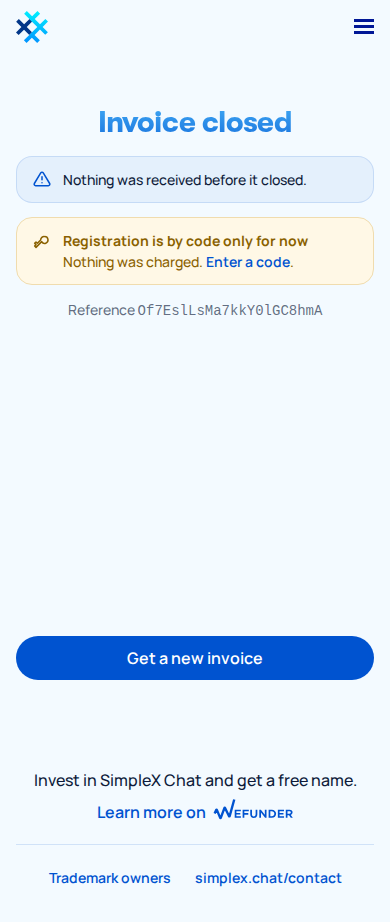 Invoice closed
Nothing was received before it closed.
Registration is by code only for now
Nothing was charged. Enter a code.
Reference Of7EslLsMa7kkY0lGC8hmA
Get a new invoice
Invest in SimpleX Chat and get a free name.
Learn more on WEFUNDER
Trademark owners simplex.chat/contact